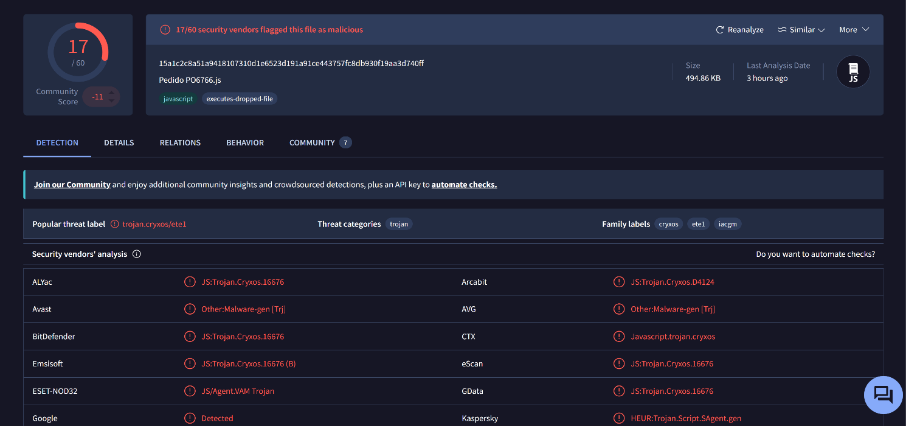 17
/ 60
Community Score
-11
17/60 security vendors flagged this file as malicious
Reanalyze
Similar
More
15a1c2c8a51a9418107310d1e6523d191a91ce443757fc8db930f19aa3d740ff
Pedido PO6766.js
javascript
executes-dropped-file
Size
494.86 KB
Last Analysis Date
3 hours ago
JS
DETECTION
DETAILS
RELATIONS
BEHAVIOR
COMMUNITY 7
Join our Community and enjoy additional community insights and crowdsourced detections, plus an API key to automate checks.
Popular threat label trojan.cryxos/ete1
Threat categories trojan
Family labels cryxos ete1 iacgm
Security vendors' analysis
Do you want to automate checks?
ALYac JS:Trojan.Cryxos.16676 Arcabit JS:Trojan.Cryxos.D4124
Avast Other:Malware-gen [Trj] AVG Other:Malware-gen [Trj]
BitDefender JS:Trojan.Cryxos.16676 CTX Javascript.trojan.cryxos
Emsisoft JS:Trojan.Cryxos.16676 (B) eScan JS:Trojan.Cryxos.16676
ESET-NOD32 JS/Agent.VAM Trojan GData JS:Trojan.Cryxos.16676
Google Detected Kaspersky HEUR:Trojan.Script.SAgent.gen